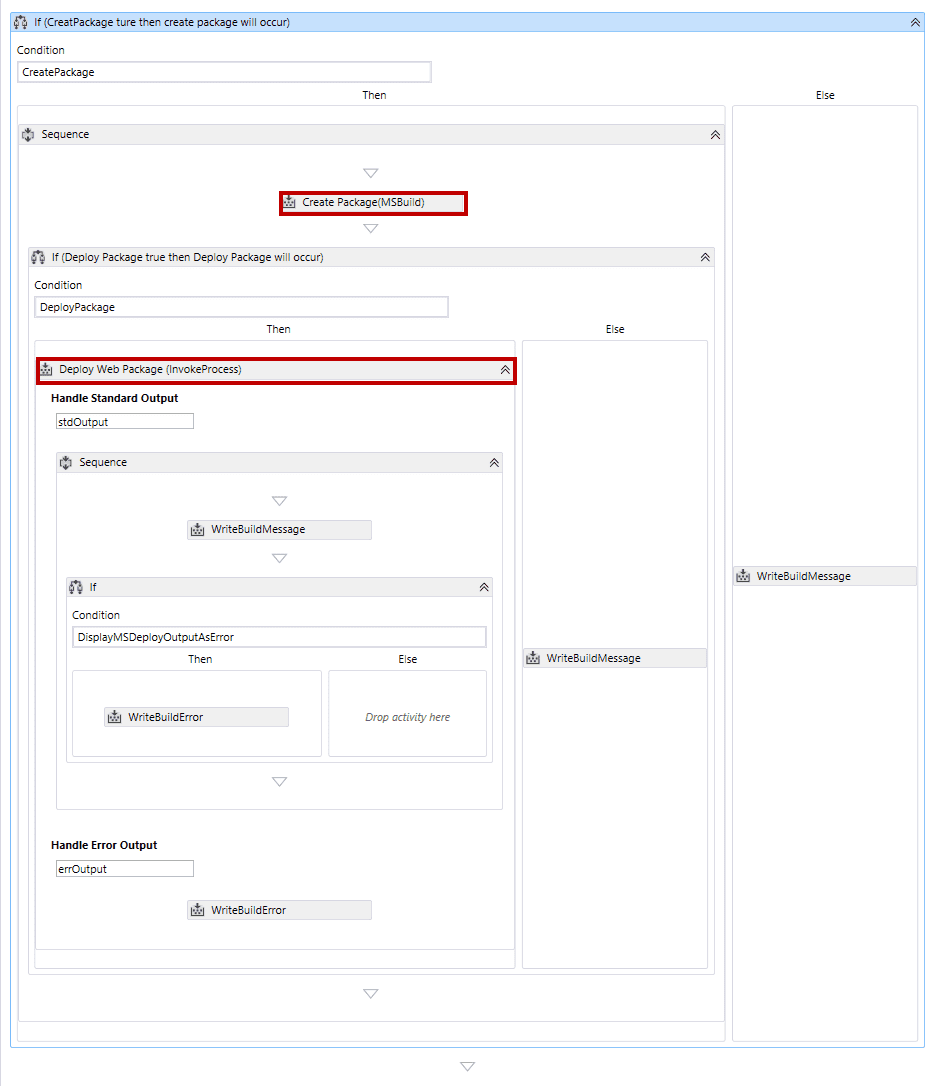 If (CreatPackage ture then create package will occur)
Condition
CreatePackage
Then
Else
Sequence
Create Package(MSBuild)
If (Deploy Package true then Deploy Package will occur)
Condition
DeployPackage
Then
Else
Deploy Web Package (InvokeProcess)
Handle Standard Output
stdOutput
Sequence
WriteBuildMessage
If
Condition
DisplayMSDeployOutputAsError
Then
Else
WriteBuildError
Drop activity here
Handle Error Output
errOutput
WriteBuildError
WriteBuildMessage
WriteBuildMessage